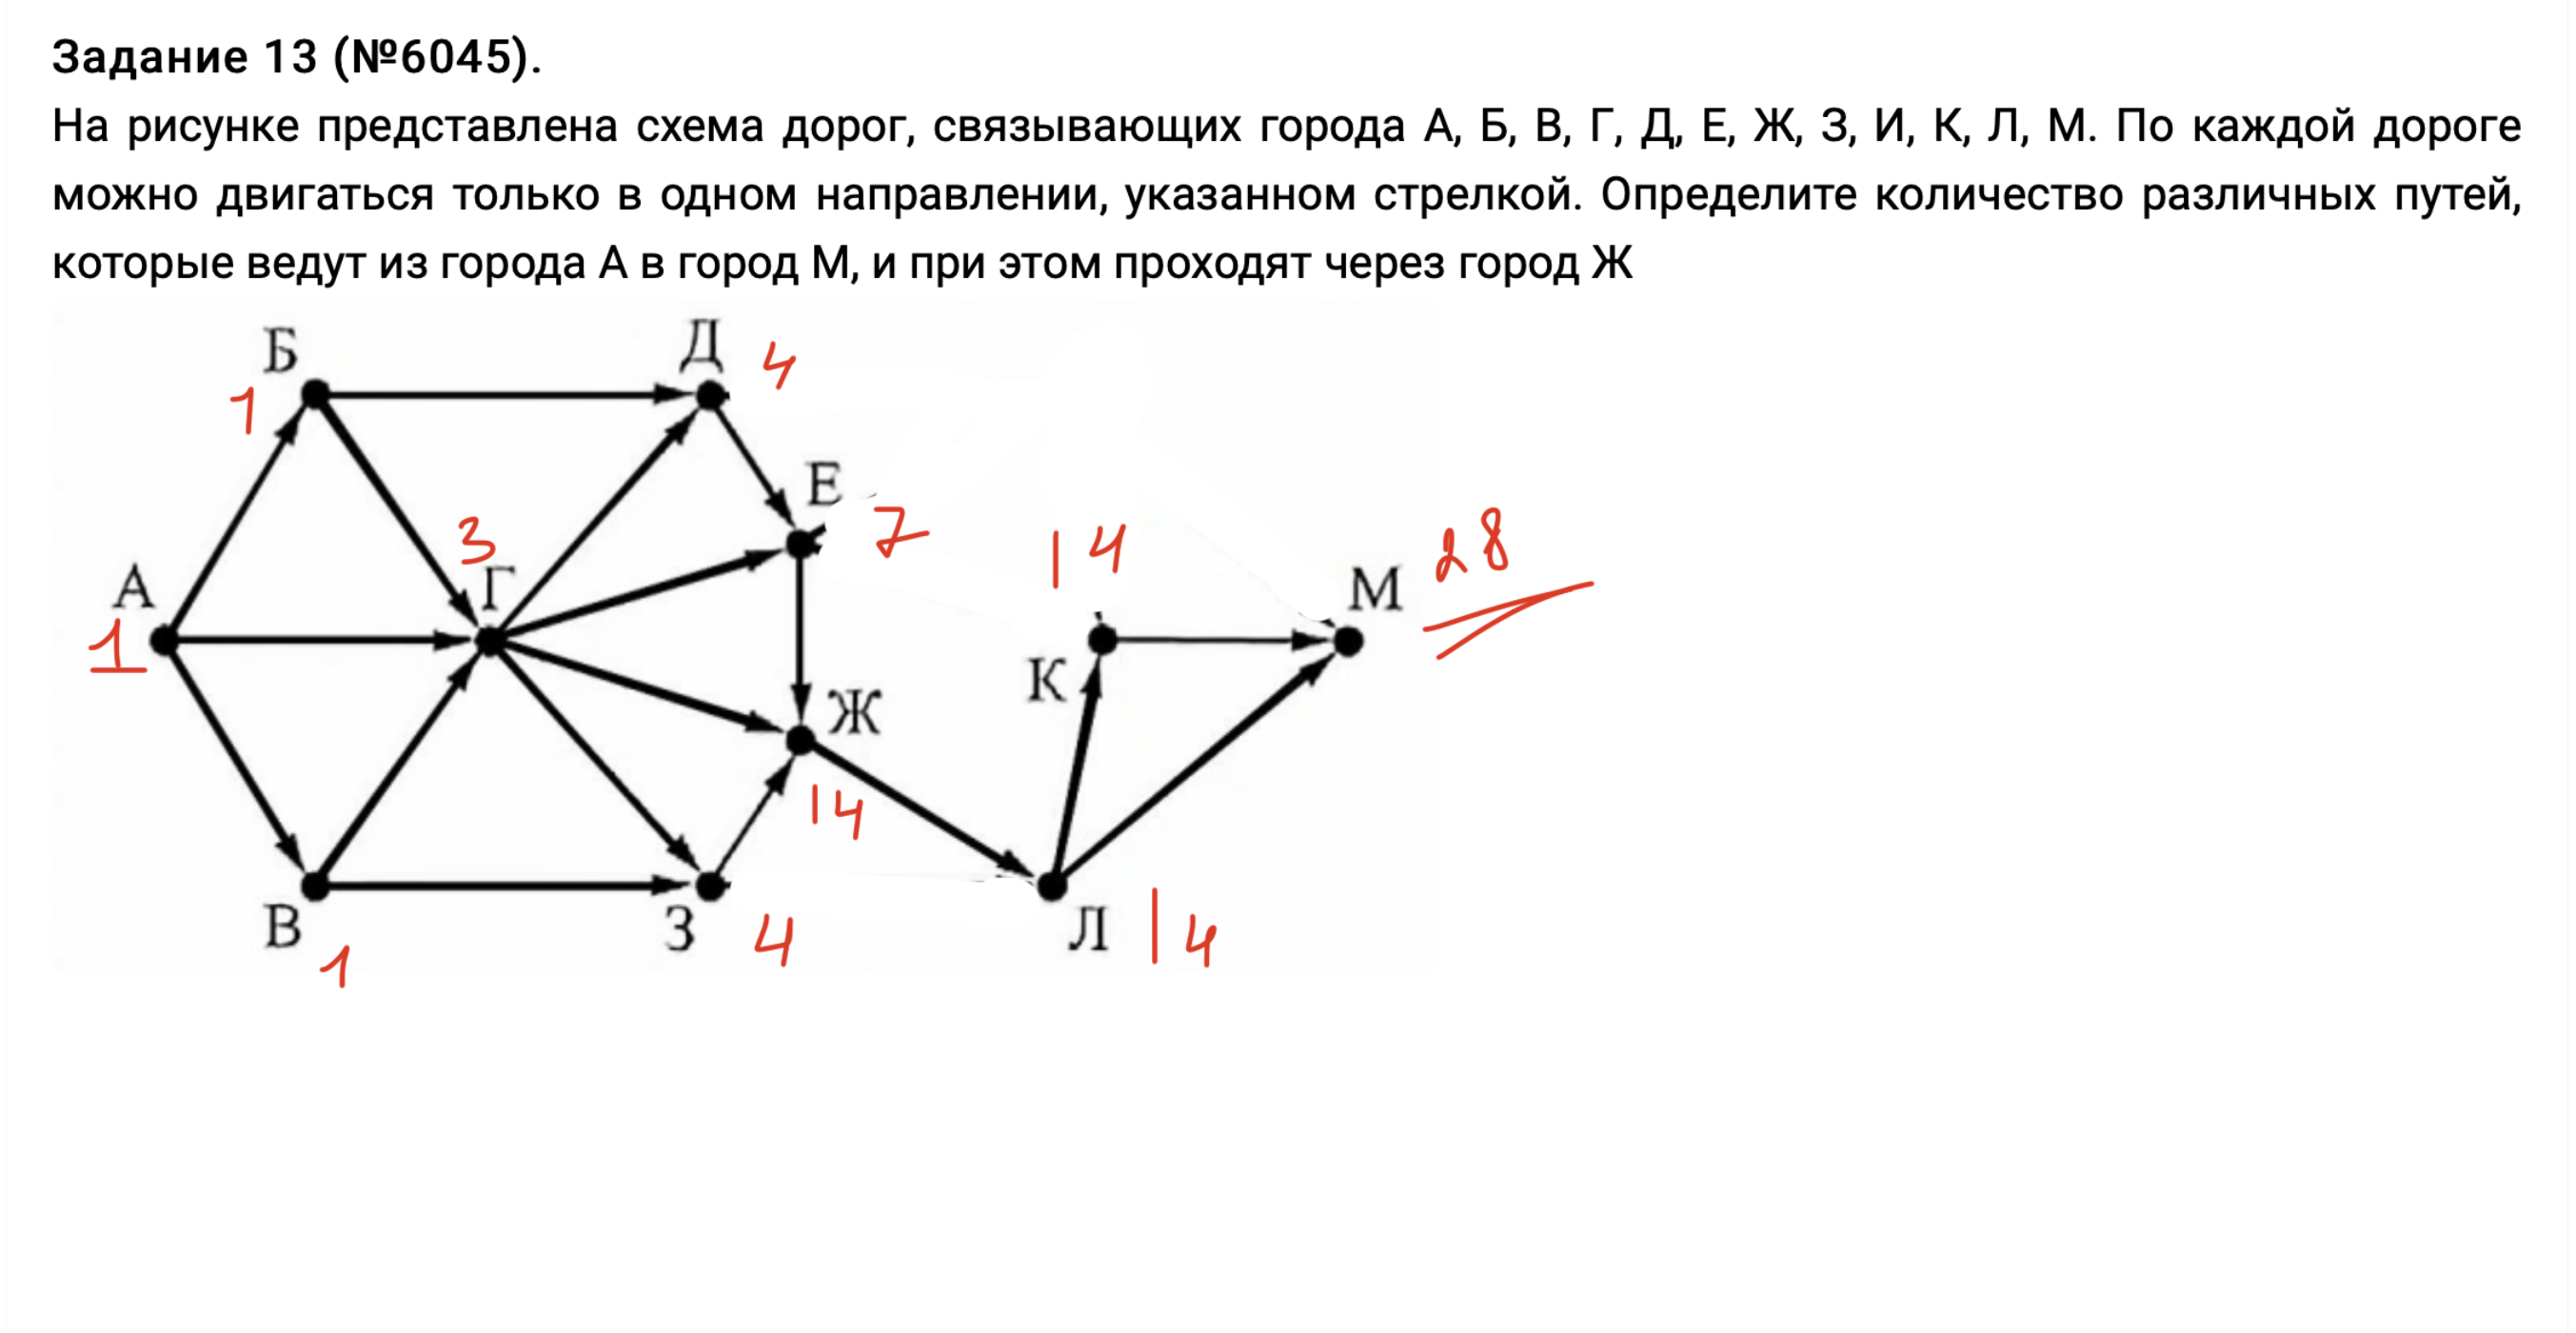 Задание 13 (№6045).
На рисунке представлена схема дорог, связывающих города А, Б, В, Г, Д, Е, Ж, З, И, К, Л, М. По каждой дороге
можно двигаться только в одном направлении, указанном стрелкой. Определите количество различных путей,
которые ведут из города А в город М, и при этом проходят через город Ж
Б
1
Д
4
Е
7
А
1
Г
3
Ж
14
К
14
М
28
В
1
З
4
Л
14